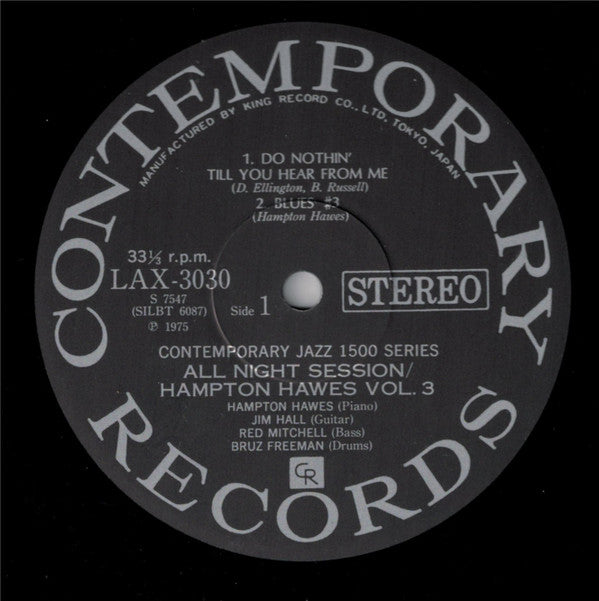 CONTEMPORARY
MANUFACTURED BY KING RECORD CO., LTD. TOKYO, JAPAN
1. DO NOTHIN'
TILL YOU HEAR FROM ME
(D. Ellington, B. Russell)
2. BLUES #3
(Hampton Hawes)
33⅓ r.p.m.
LAX-3030
S 7547
(SILBT 6087)
℗ 1975
Side 1
STEREO
CONTEMPORARY JAZZ 1500 SERIES
ALL NIGHT SESSION/
HAMPTON HAWES VOL. 3
HAMPTON HAWES (Piano)
JIM HALL (Guitar)
RED MITCHELL (Bass)
BRUZ FREEMAN (Drums)
CR
RECORDS